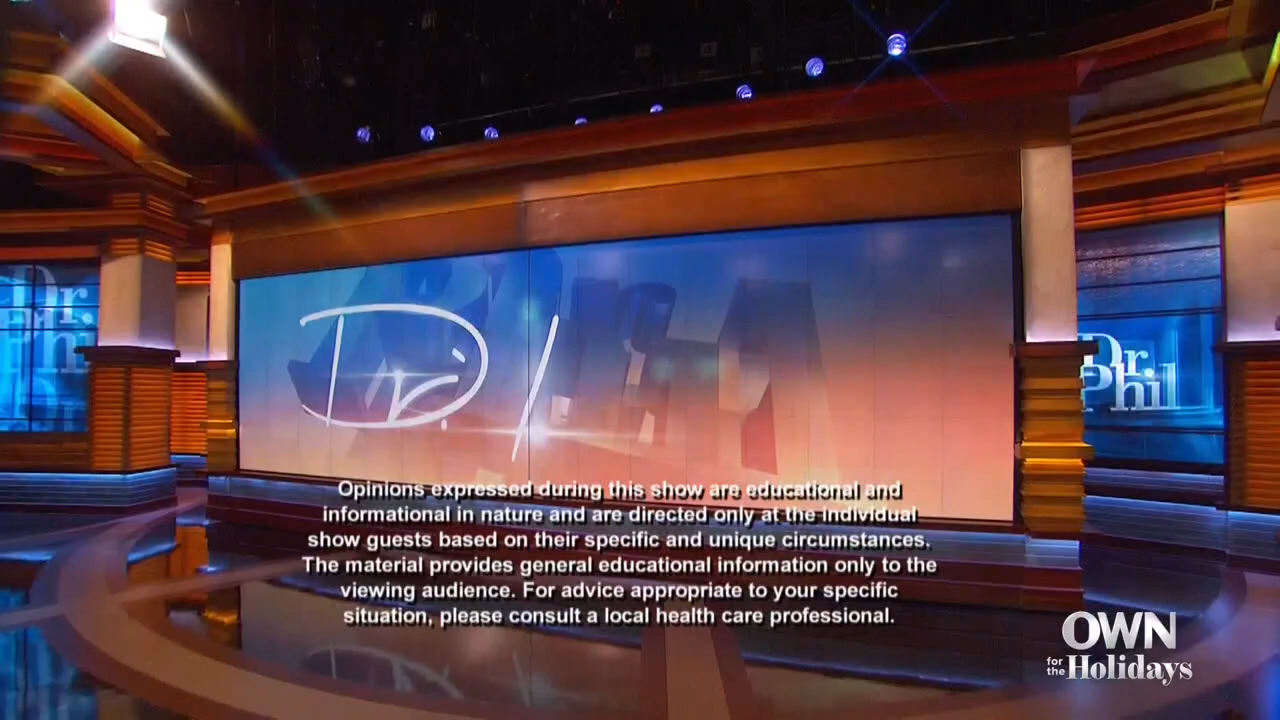 Dr.
Phil
Dr.
Dr.
Dr.
Phil
Opinions expressed during this show are educational and
informational in nature and are directed only at the individual
show guests based on their specific and unique circumstances.
The material provides general educational information only to the
viewing audience. For advice appropriate to your specific
situation, please consult a local health care professional.
OWN
for the Holidays